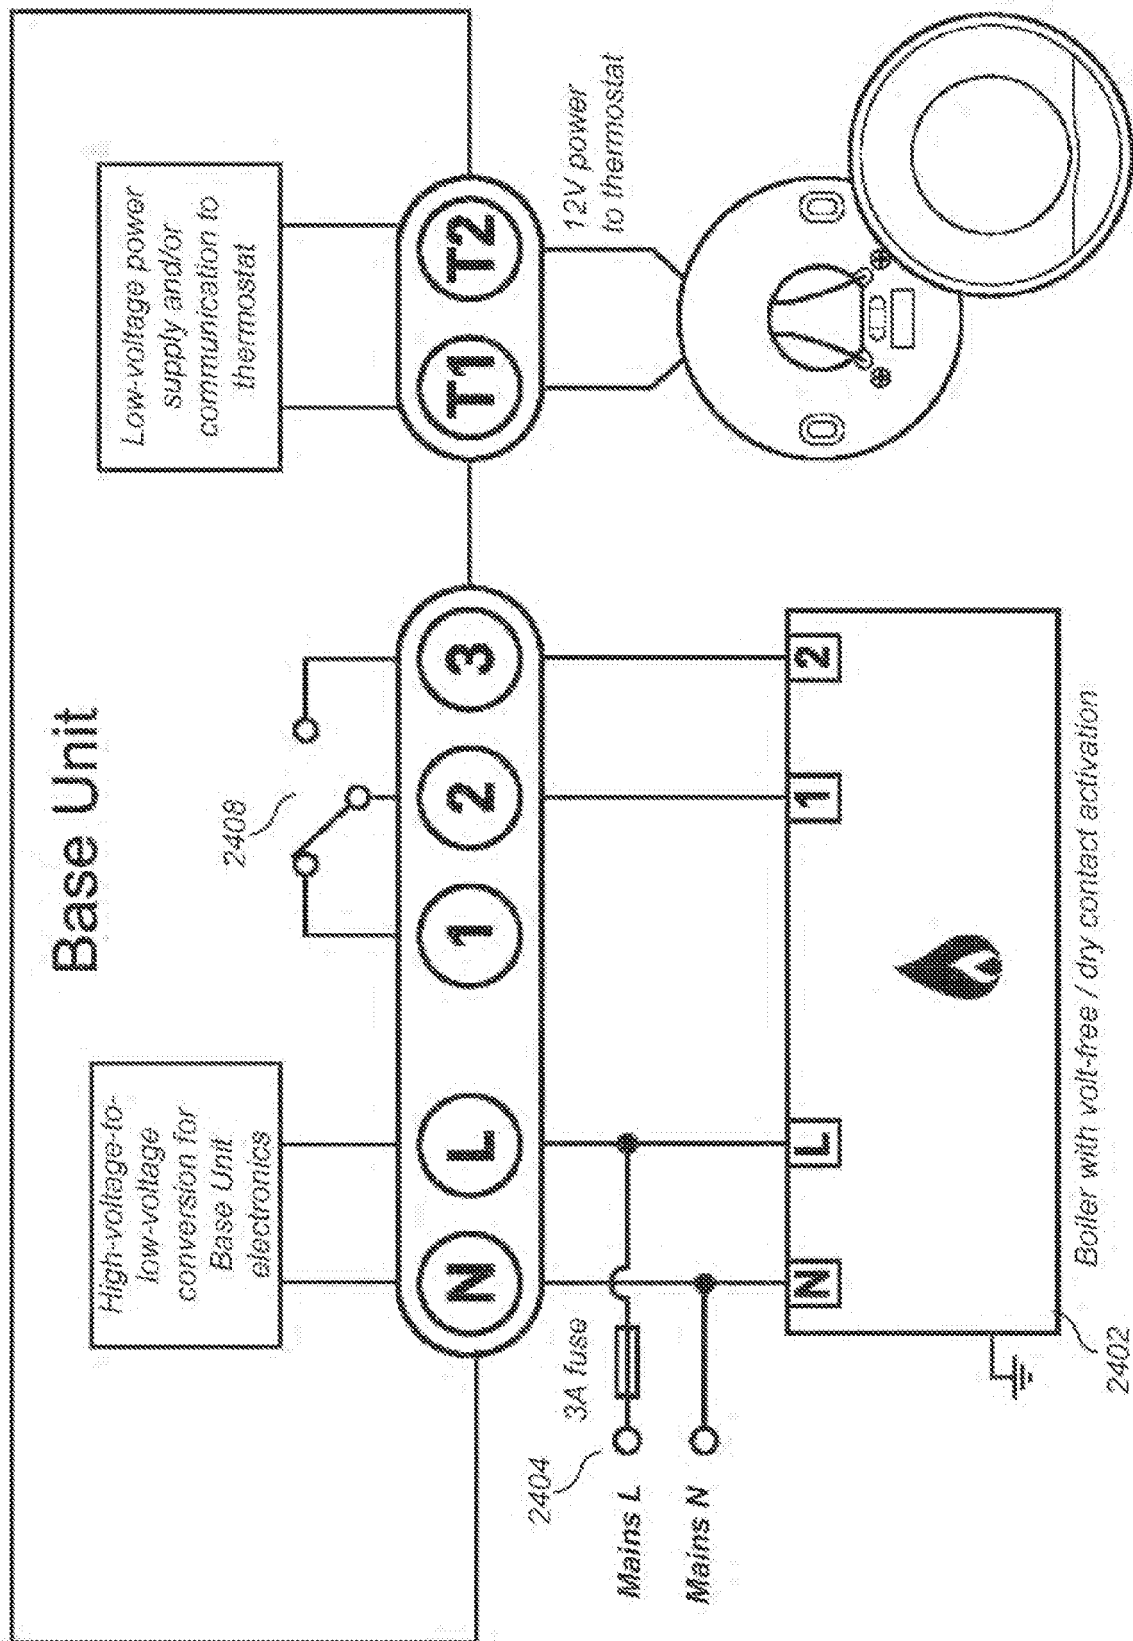 Base Unit
High-voltage-to-
low-voltage
conversion for
Base Unit
electronics
2408
Low-voltage power
supply and/or
communication to
thermostat
N
L
1
2
3
T1
T2
2404
3A fuse
Mains L
Mains N
12V power
to thermostat
N
L
1
2
2402
Boiler with volt-free / dry contact activation